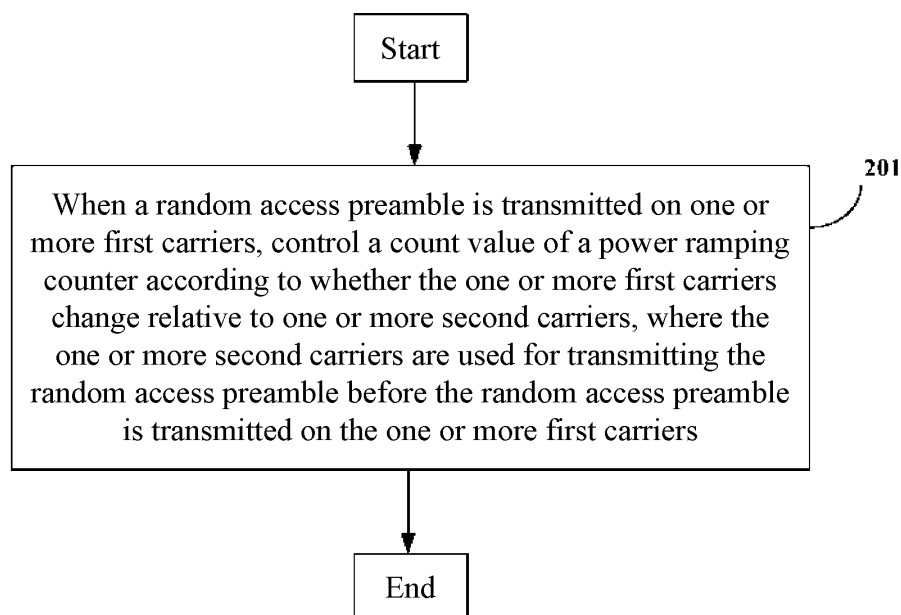 Start
201
When a random access preamble is transmitted on one or
more first carriers, control a count value of a power ramping
counter according to whether the one or more first carriers
change relative to one or more second carriers, where the
one or more second carriers are used for transmitting the
random access preamble before the random access preamble
is transmitted on the one or more first carriers
End